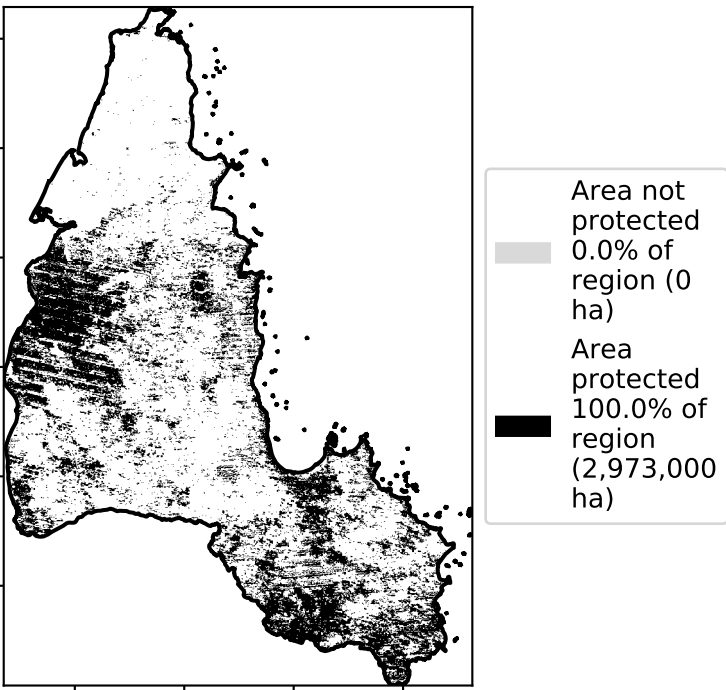 Area not
protected
0.0% of
region (0
ha)
Area
protected
100.0% of
region
(2,973,000
ha)